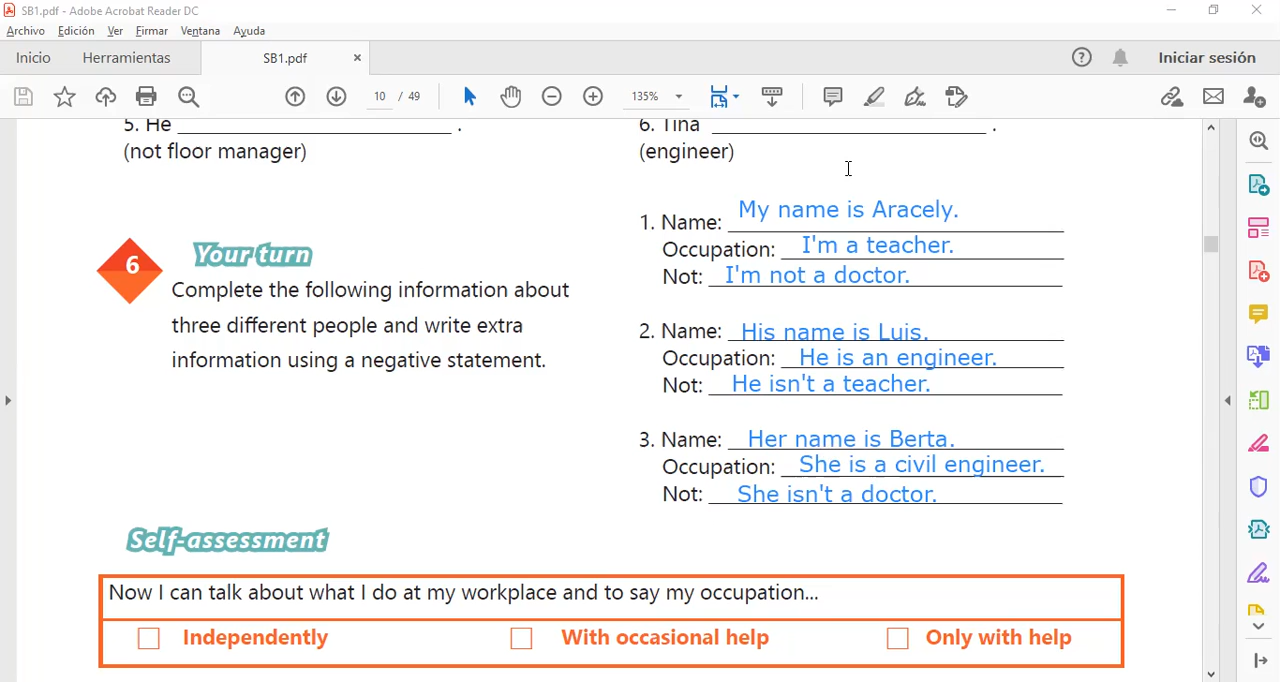 SB1.pdf - Adobe Acrobat Reader DC
Archivo Edición Ver Firmar Ventana Ayuda
Inicio Herramientas SB1.pdf × Iniciar sesión
10 / 49 135%
5. He ____________________ .
(not floor manager)
6. Tina ____________________ .
(engineer)
6 Your turn
Complete the following information about
three different people and write extra
information using a negative statement.
1. Name: My name is Aracely.
Occupation: I'm a teacher.
Not: I'm not a doctor.
2. Name: His name is Luis.
Occupation: He is an engineer.
Not: He isn't a teacher.
3. Name: Her name is Berta.
Occupation: She is a civil engineer.
Not: She isn't a doctor.
Self-assessment
Now I can talk about what I do at my workplace and to say my occupation...
Independently With occasional help Only with help